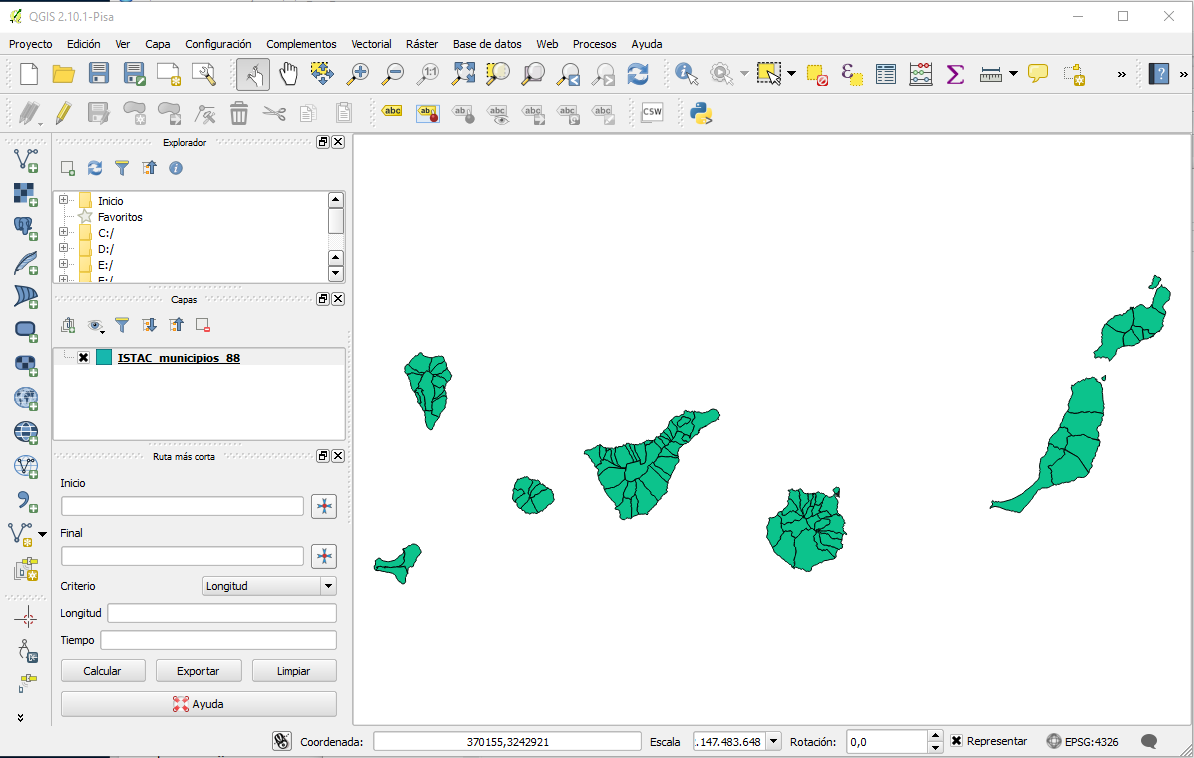 QGIS 2.10.1-Pisa
Proyecto Edición Ver Capa Configuración Complementos Vectorial Ráster Base de datos Web Procesos Ayuda
1:1 ε Σ » ? »
abc abc abc abc abc abc abc CSW
Explorador
Inicio
Favoritos
C:/
D:/
E:/
F:/
Capas
ISTAC_municipios_88
Ruta más corta
Inicio
Final
Criterio Longitud
Longitud
Tiempo
Calcular Exportar Limpiar
Ayuda
Coordenada: 370155,3242921 Escala .147.483.648 Rotación: 0,0 Representar EPSG:4326